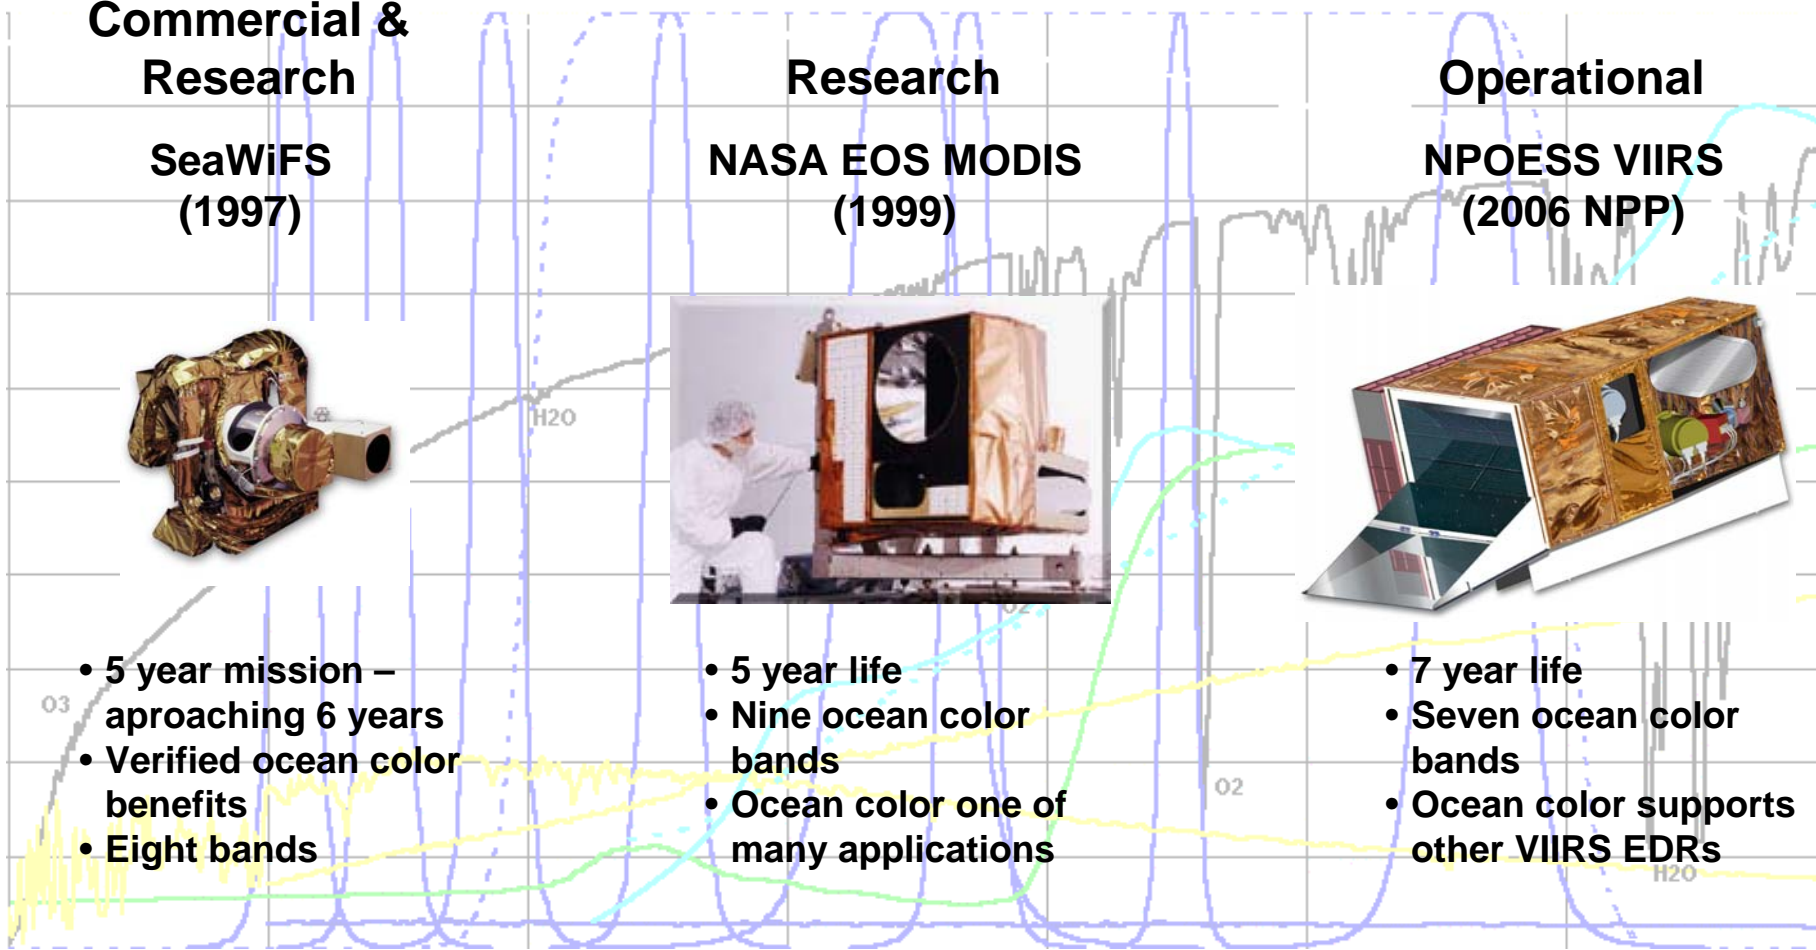 Commercial &
Research
SeaWiFS
(1997)
• 5 year mission –
aproaching 6 years
• Verified ocean color
benefits
• Eight bands
Research
NASA EOS MODIS
(1999)
• 5 year life
• Nine ocean color
bands
• Ocean color one of
many applications
Operational
NPOESS VIIRS
(2006 NPP)
• 7 year life
• Seven ocean color
bands
• Ocean color supports
other VIIRS EDRs
O3
H2O
O2
O2
H2O